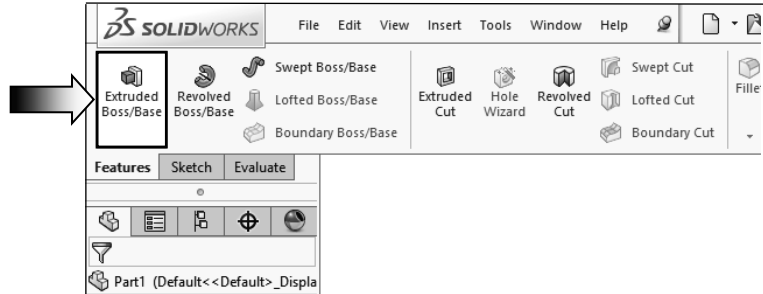 SOLIDWORKS File Edit View Insert Tools Window Help
Extruded Boss/Base
Revolved Boss/Base
Swept Boss/Base
Lofted Boss/Base
Boundary Boss/Base
Extruded Cut
Hole Wizard
Revolved Cut
Swept Cut
Lofted Cut
Boundary Cut
Fille
Features Sketch Evaluate
Part1 (Default<<Default>_Displa